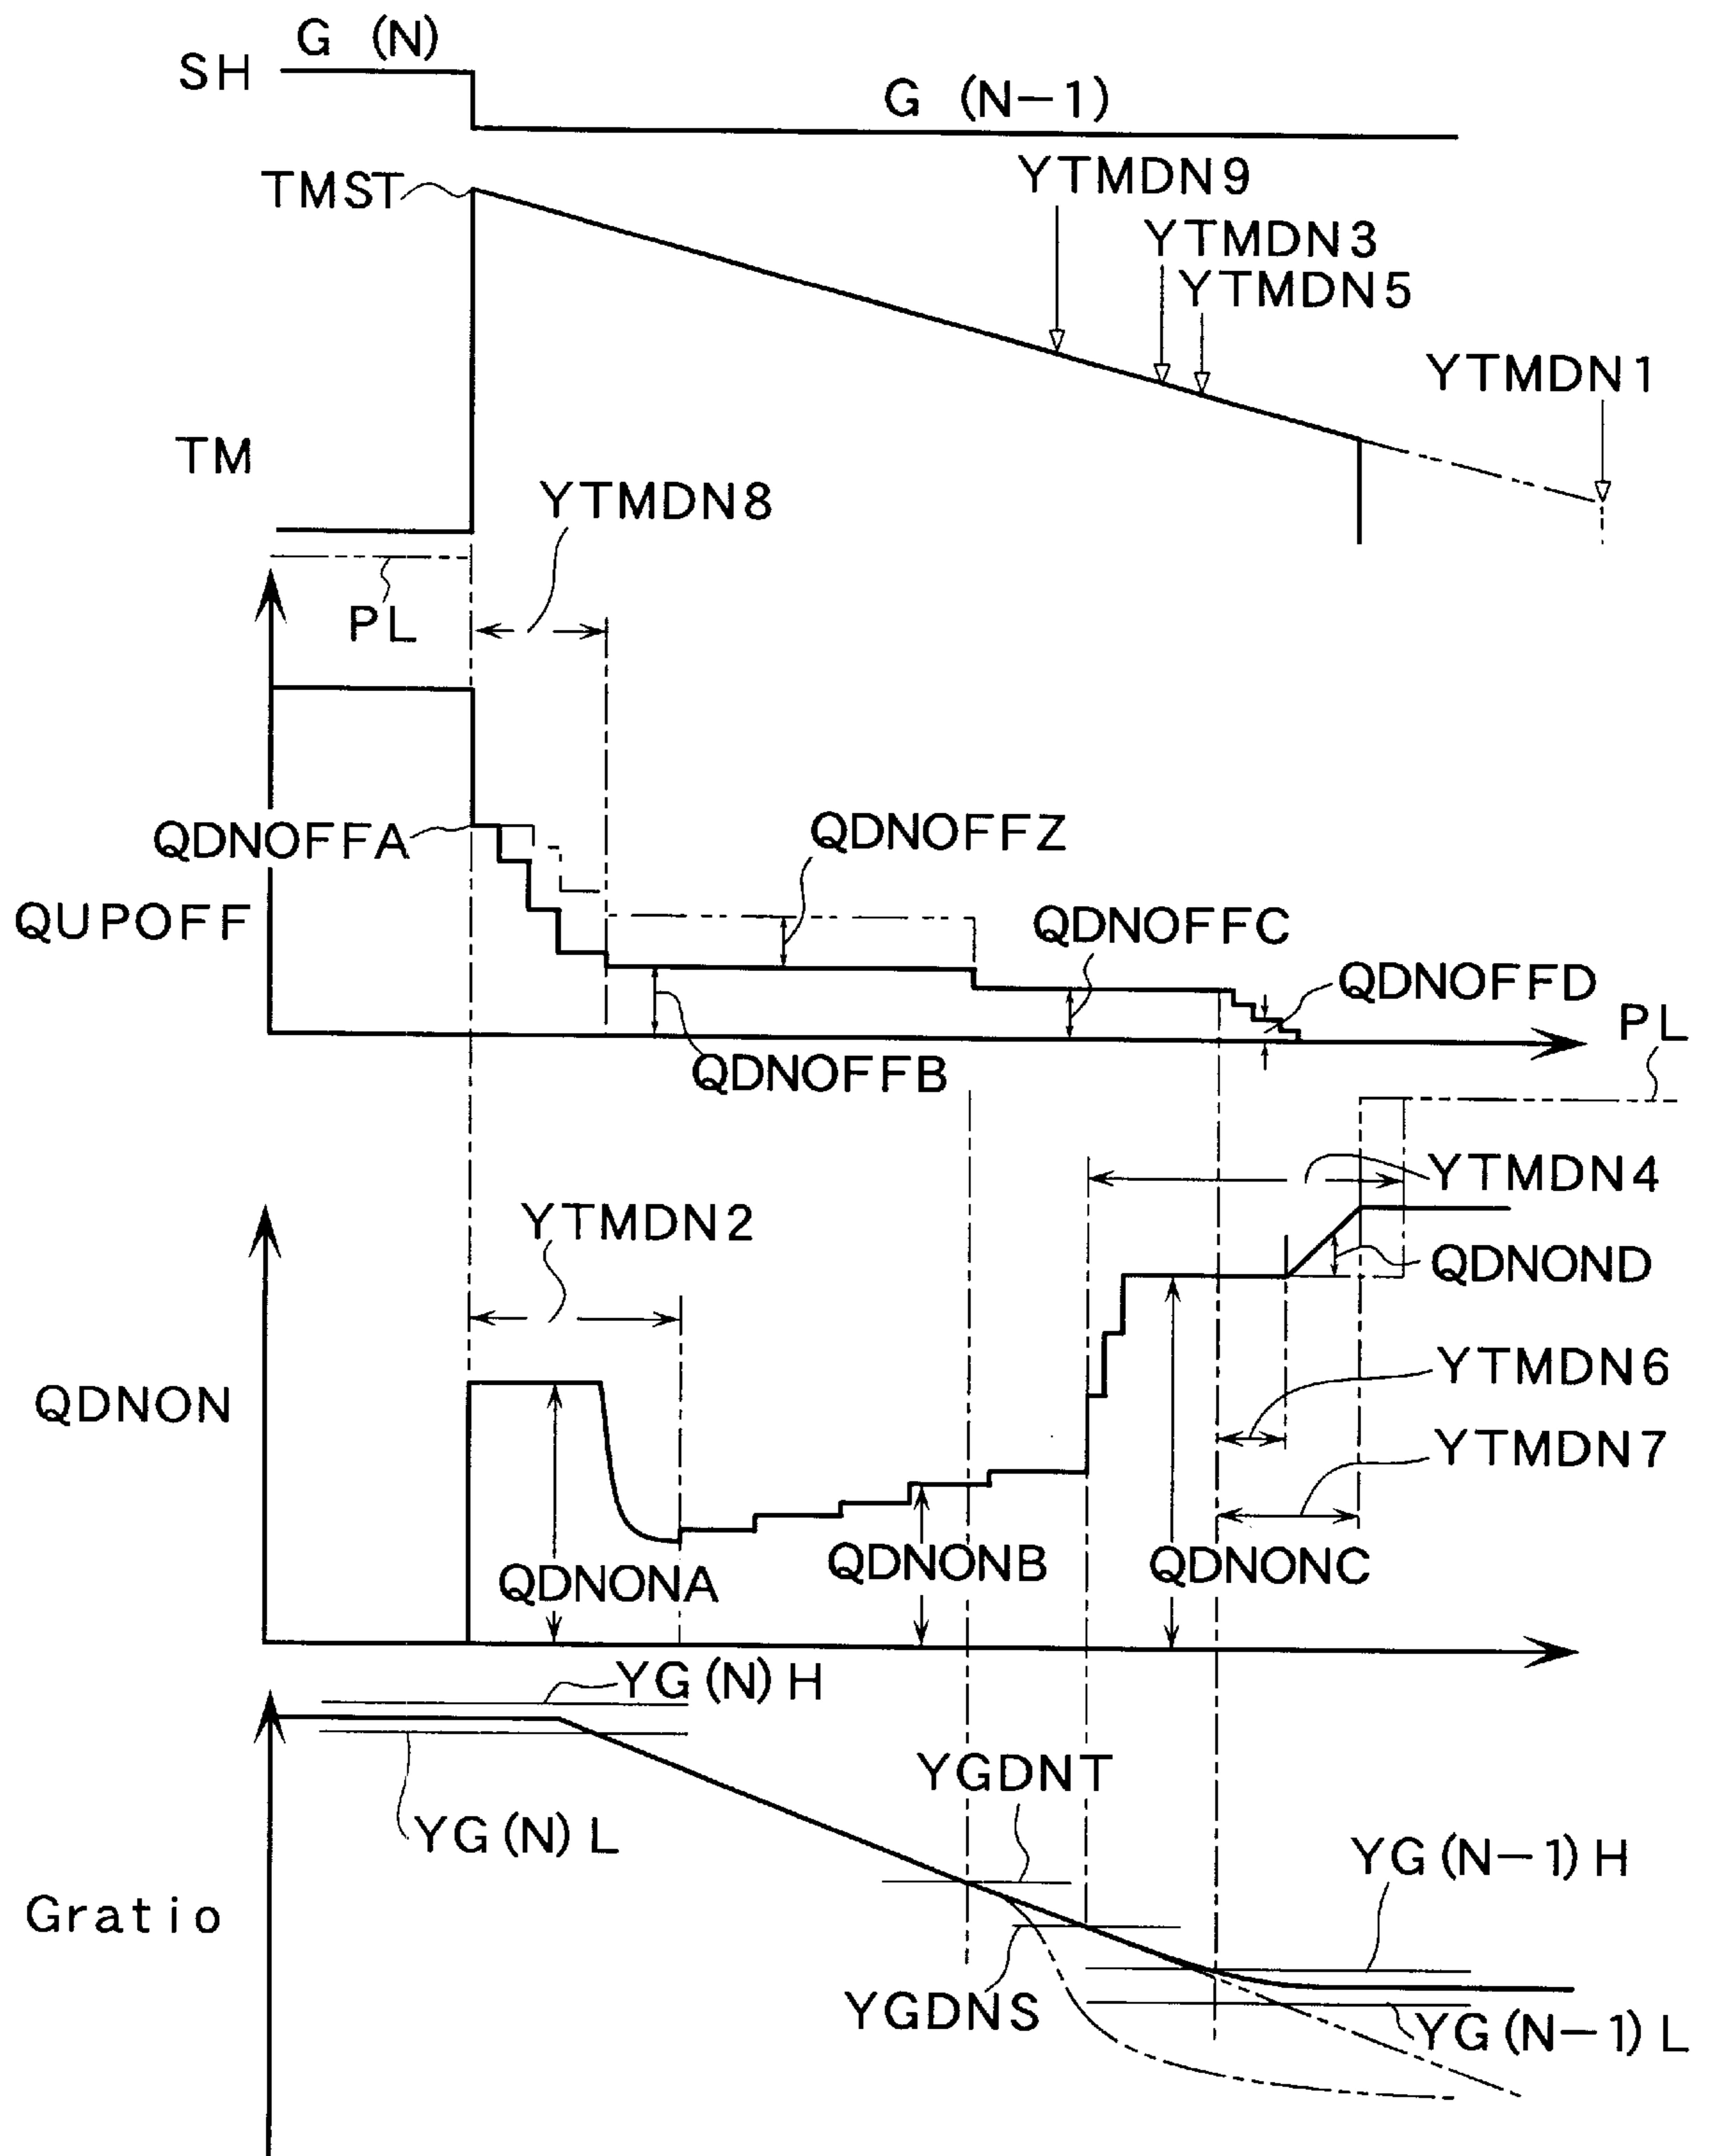 G (N)
SH
G (N-1)
TMST
YTMDN9
YTMDN3
YTMDN5
YTMDN1
TM
YTMDN8
PL
QDNOFFA
QDNOFFZ
QUPOFF
QDNOFFC
QDNOFFD
PL
QDNOFFB
YTMDN4
YTMDN2
QDNOND
YTMDN6
QDNON
YTMDN7
QDNONA
QDNONB
QDNONC
YG(N)H
YGDNT
YG(N)L
YG(N-1)H
Gratio
YGDNS
YG(N-1)L